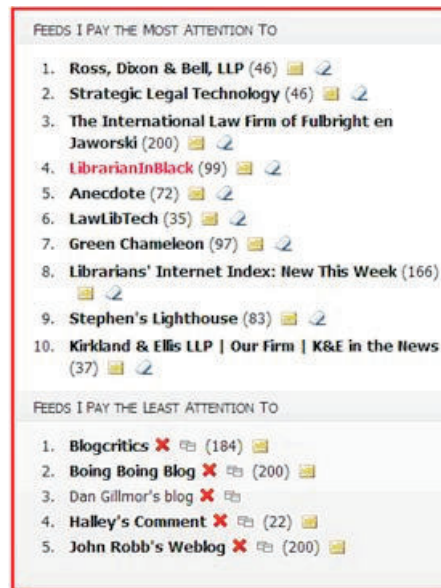 FEEDS I PAY THE MOST ATTENTION TO
1. Ross, Dixon & Bell, LLP (46)
2. Strategic Legal Technology (46)
3. The International Law Firm of Fulbright en
Jaworski (200)
4. LibrarianInBlack (99)
5. Anecdote (72)
6. LawLibTech (35)
7. Green Chameleon (97)
8. Librarians' Internet Index: New This Week (166)
9. Stephen's Lighthouse (83)
10. Kirkland & Ellis LLP | Our Firm | K&E in the News
(37)
FEEDS I PAY THE LEAST ATTENTION TO
1. Blogcritics (184)
2. Boing Boing Blog (200)
3. Dan Gillmor's blog
4. Halley's Comment (22)
5. John Robb's Weblog (200)